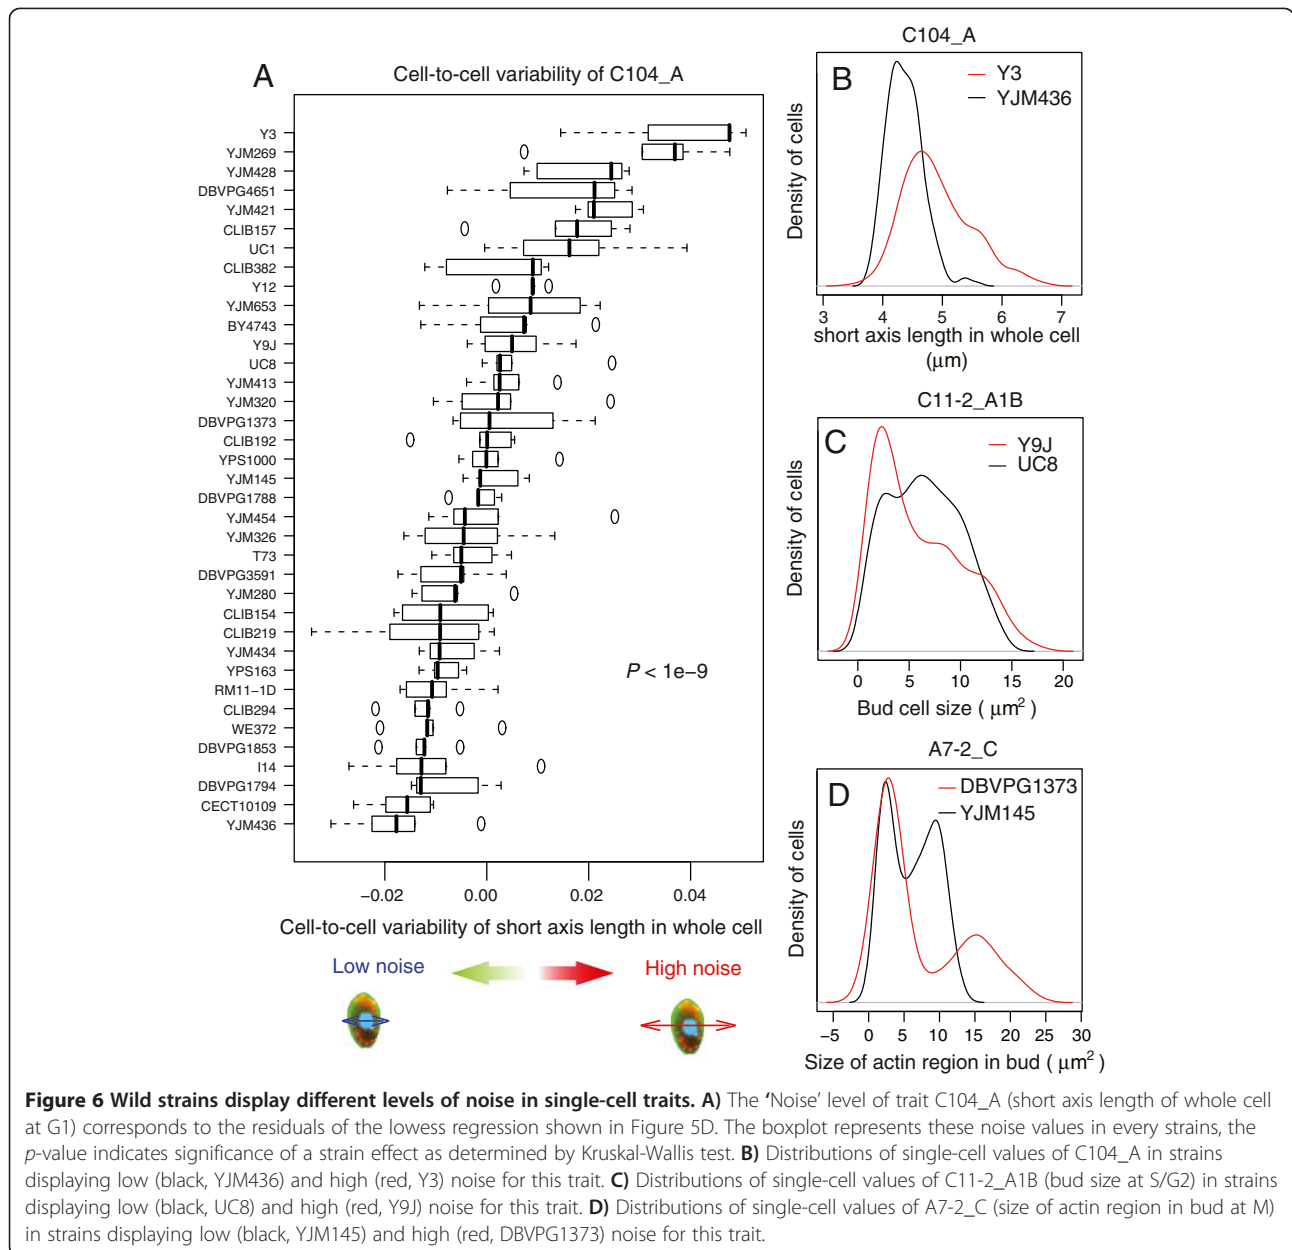 A
Cell-to-cell variability of C104_A
Y3
YJM269
YJM428
DBVPG4651
YJM421
CLIB157
UC1
CLIB382
Y12
YJM653
BY4743
Y9J
UC8
YJM413
YJM320
DBVPG1373
CLIB192
YPS1000
YJM145
DBVPG1788
YJM454
YJM326
T73
DBVPG3591
YJM280
CLIB154
CLIB219
YJM434
YPS163
RM11−1D
CLIB294
WE372
DBVPG1853
I14
DBVPG1794
CECT10109
YJM436
P < 1e−9
−0.02 0.00 0.02 0.04
Cell-to-cell variability of short axis length in whole cell
Low noise
High noise
C104_A
B
Y3
YJM436
Density of cells
3 4 5 6 7
short axis length in whole cell
(μm)
C11-2_A1B
C
Y9J
UC8
Density of cells
0 5 10 15 20
Bud cell size ( μm²)
A7-2_C
D
DBVPG1373
YJM145
Density of cells
−5 0 5 10 15 20 25 30
Size of actin region in bud ( μm²)
Figure 6 Wild strains display different levels of noise in single-cell traits. A) The 'Noise' level of trait C104_A (short axis length of whole cell
at G1) corresponds to the residuals of the lowess regression shown in Figure 5D. The boxplot represents these noise values in every strains, the
p-value indicates significance of a strain effect as determined by Kruskal-Wallis test. B) Distributions of single-cell values of C104_A in strains
displaying low (black, YJM436) and high (red, Y3) noise for this trait. C) Distributions of single-cell values of C11-2_A1B (bud size at S/G2) in strains
displaying low (black, UC8) and high (red, Y9J) noise for this trait. D) Distributions of single-cell values of A7-2_C (size of actin region in bud at M)
in strains displaying low (black, YJM145) and high (red, DBVPG1373) noise for this trait.